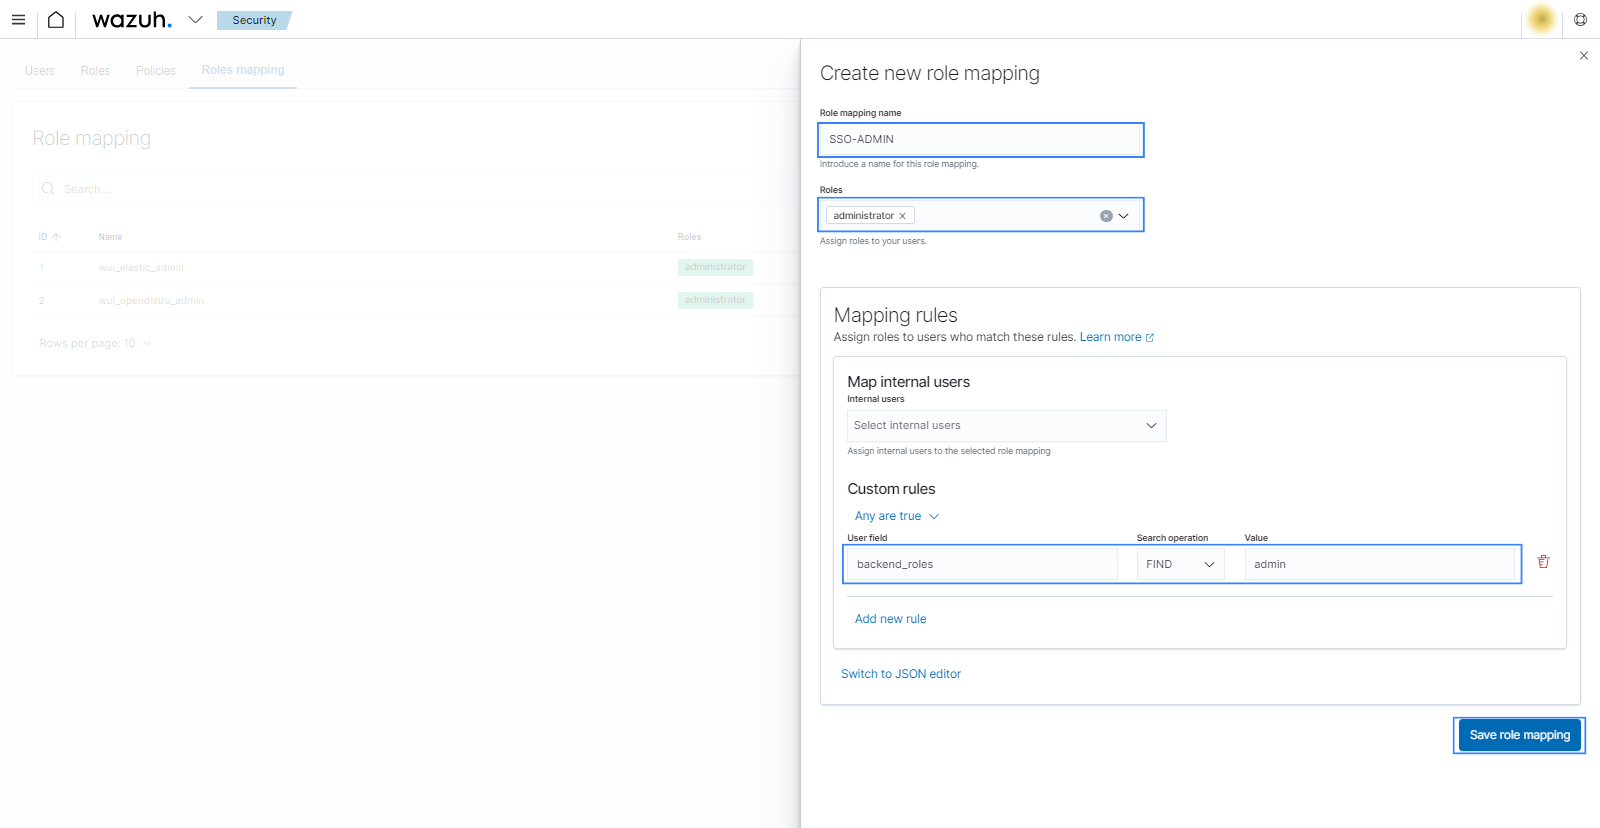 wazuh.
Security
Users
Roles
Policies
Roles mapping
Role mapping
Search...
ID
Name
Roles
1
wui_elastic_admin
administrator
2
wui_opendistro_admin
administrator
Rows per page: 10
Create new role mapping
Role mapping name
SSO-ADMIN
Introduce a name for this role mapping.
Roles
administrator
Assign roles to your users.
Mapping rules
Assign roles to users who match these rules. Learn more
Map internal users
Internal users
Select internal users
Assign internal users to the selected role mapping
Custom rules
Any are true
User field
Search operation
Value
backend_roles
FIND
admin
Add new rule
Switch to JSON editor
Save role mapping